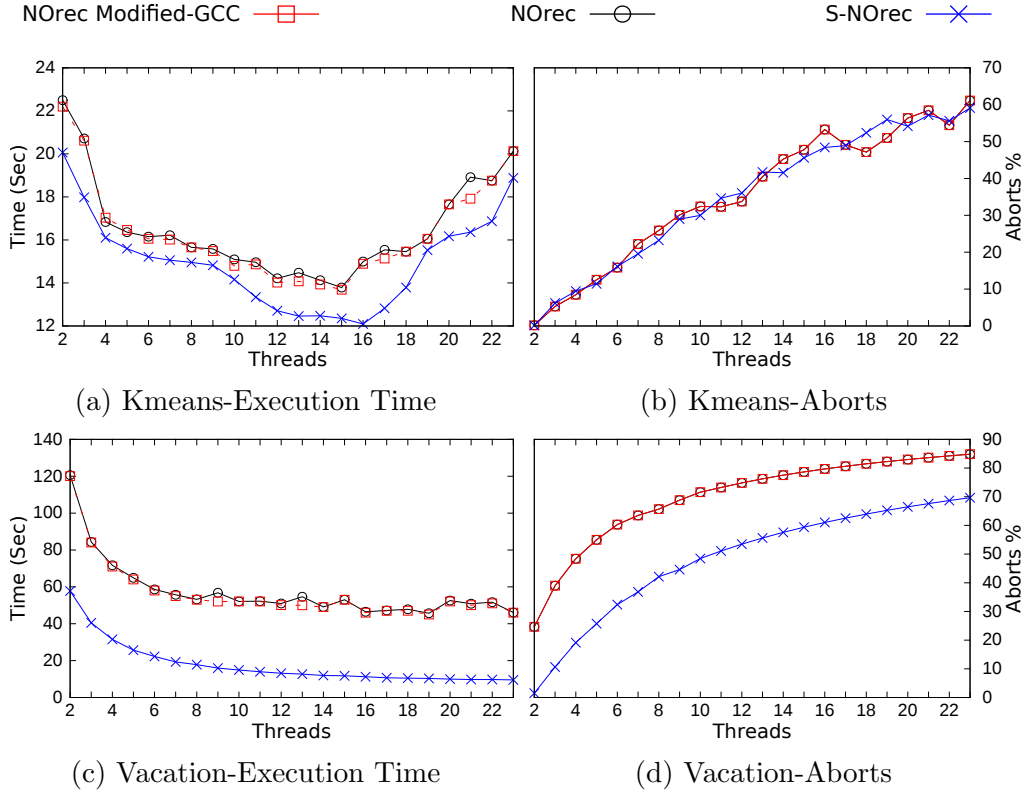 NOrec Modified-GCC NOrec S-NOrec
24
22
20
18
16
14
12
Time (Sec)
2 4 6 8 10 12 14 16 18 20 22
Threads
(a) Kmeans-Execution Time
70
60
50
40
30
20
10
0
Aborts %
2 4 6 8 10 12 14 16 18 20 22
Threads
(b) Kmeans-Aborts
140
120
100
80
60
40
20
0
Time (Sec)
2 4 6 8 10 12 14 16 18 20 22
Threads
(c) Vacation-Execution Time
90
80
70
60
50
40
30
20
10
0
Aborts %
2 4 6 8 10 12 14 16 18 20 22
Threads
(d) Vacation-Aborts